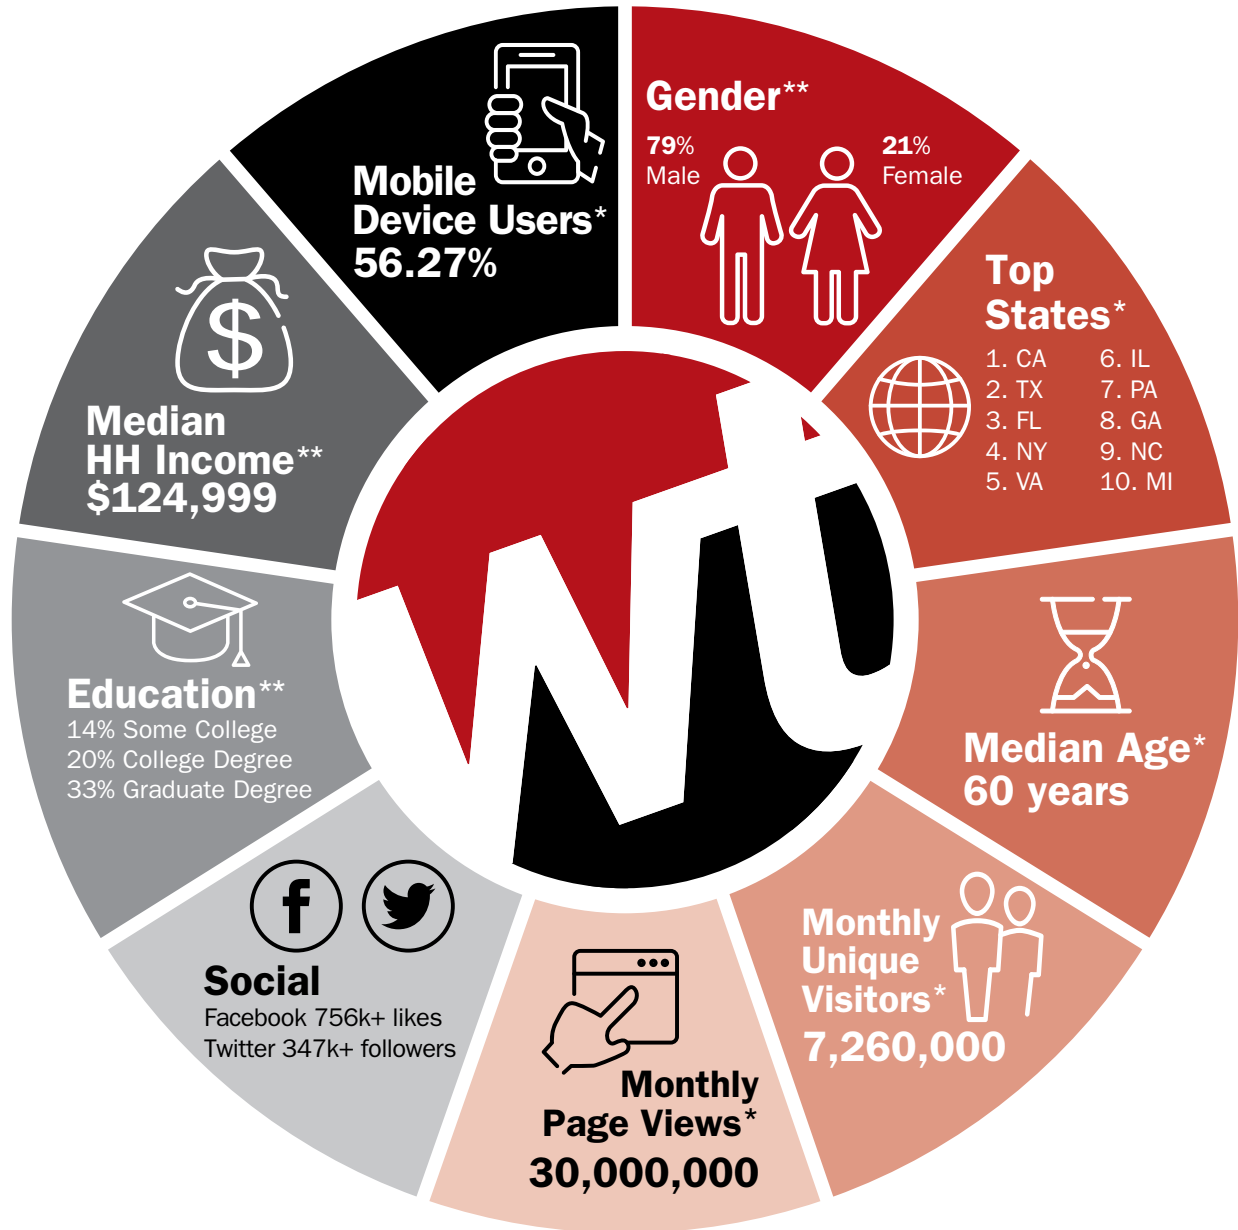 Gender**
79%
Male
21%
Female
Top
States*
1. CA
2. TX
3. FL
4. NY
5. VA
6. IL
7. PA
8. GA
9. NC
10. MI
Median Age*
60 years
Monthly
Unique
Visitors*
7,260,000
Monthly
Page Views*
30,000,000
f
Social
Facebook 756k+ likes
Twitter 347k+ followers
Education**
14% Some College
20% College Degree
33% Graduate Degree
$
Median
HH Income**
$124,999
Mobile
Device Users*
56.27%